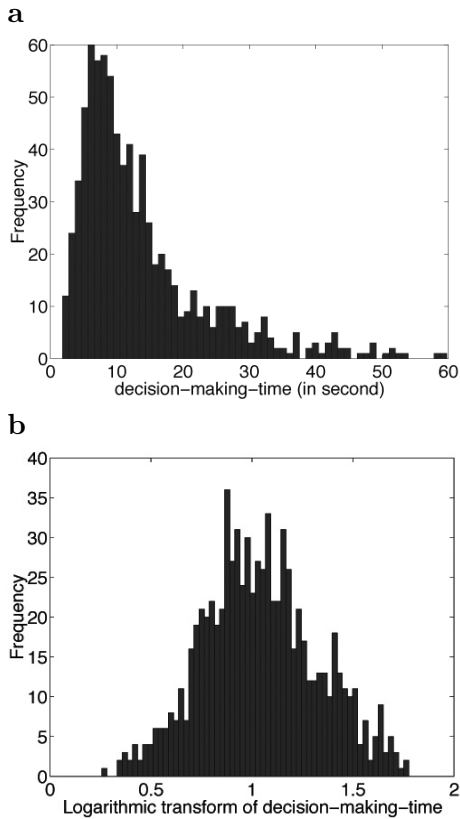 a
60
50
40
30
20
10
0
Frequency
0 10 20 30 40 50 60
decision-making-time (in second)
b
40
35
30
25
20
15
10
5
0
Frequency
0 0.5 1 1.5 2
Logarithmic transform of decision-making-time